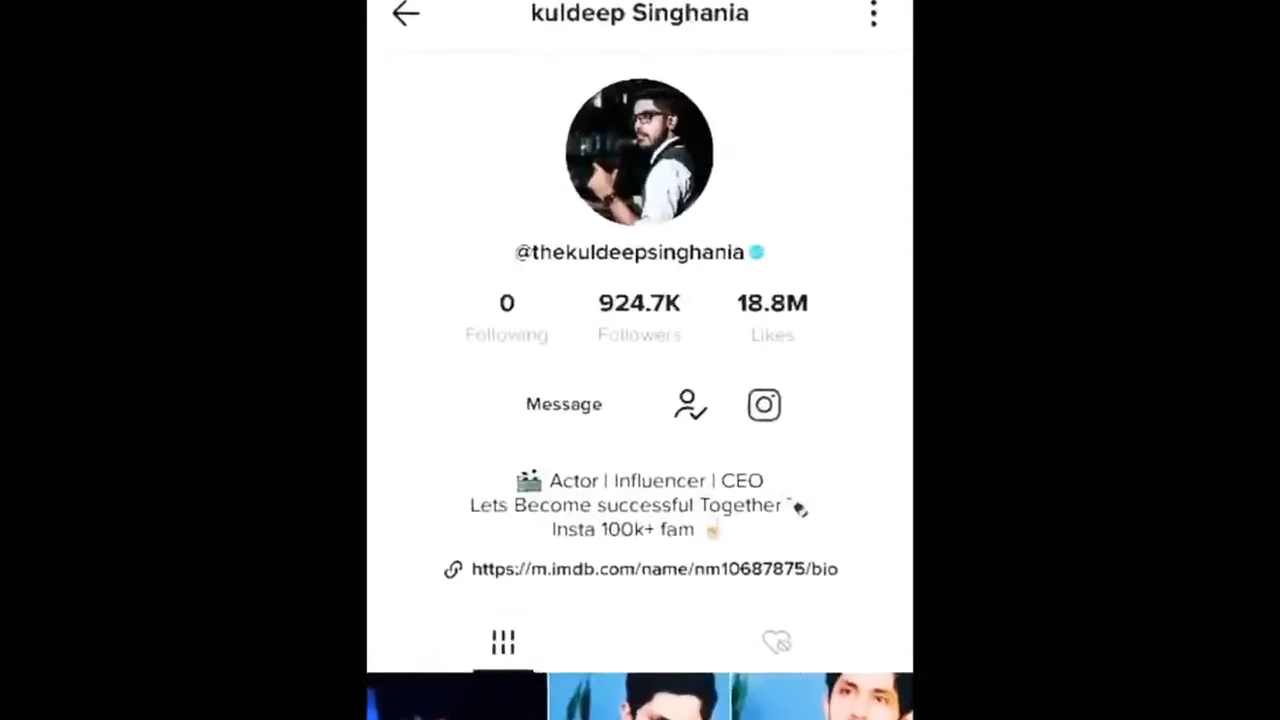 kuldeep Singhania
@thekuldeepsinghania
0 924.7K 18.8M
Following Followers Likes
Message
Actor | Influencer | CEO
Lets Become successful Together
Insta 100k+ fam
https://m.imdb.com/name/nm10687875/bio